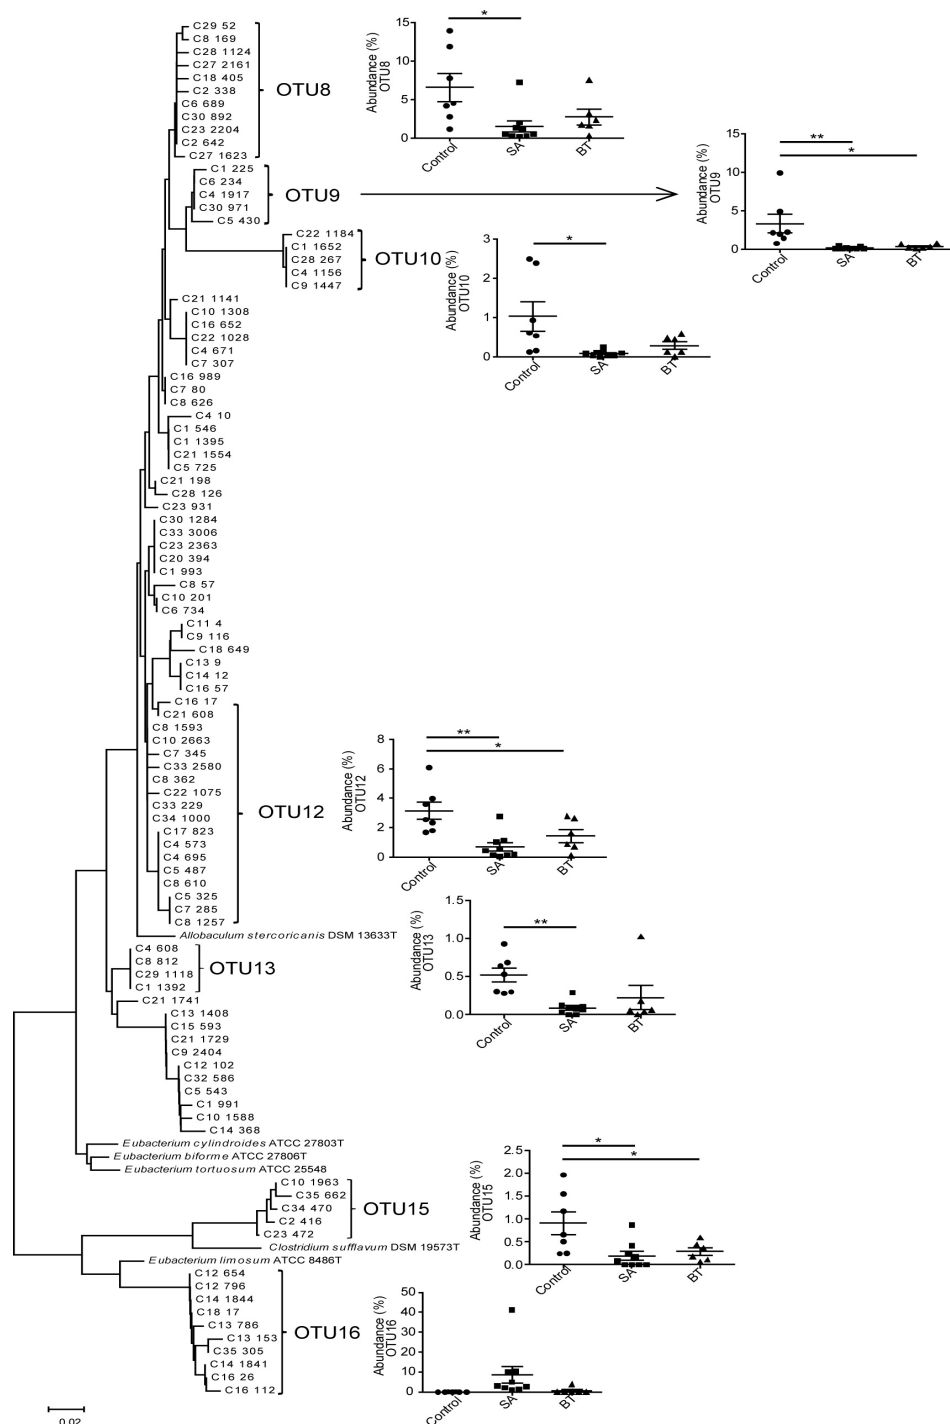 C29 52
C8 169
C28 1124
C27 2161
C18 405
C2 338
C6 689
C30 892
C23 2204
C2 642
C27 1623
OTU8
Abundance (%)
OTU8
15
10
5
0
*
Control
SA
BT
C1 225
C6 234
C4 1917
C30 971
C5 430
OTU9
Abundance (%)
OTU9
15
10
5
0
**
*
Control
SA
BT
C22 1184
C1 1652
C28 267
C4 1156
C9 1447
OTU10
Abundance (%)
OTU10
3
2
1
0
*
Control
SA
BT
C21 1141
C10 1308
C16 652
C22 1028
C4 671
C7 307
C16 989
C7 80
C8 626
C4 10
C1 546
C1 1395
C21 1554
C5 725
C21 198
C28 126
C23 931
C30 1284
C33 3006
C23 2363
C20 394
C1 993
C8 57
C10 201
C6 734
C11 4
C9 116
C18 649
C13 9
C14 12
C16 57
C16 17
C21 608
C8 1593
C10 2663
C7 345
C33 2580
C8 362
C22 1075
C33 229
C34 1000
C17 823
C4 573
C4 695
C5 487
C8 610
C5 325
C7 285
C8 1257
OTU12
Abundance (%)
OTU12
8
6
4
2
0
**
*
Control
SA
BT
Allobaculum stercoricanis DSM 13633T
C4 608
C8 812
C29 1118
C1 1392
OTU13
Abundance (%)
OTU13
1.5
1.0
0.5
0.0
**
Control
SA
BT
C21 1741
C13 1408
C15 593
C21 1729
C9 2404
C12 102
C32 586
C5 543
C1 991
C10 1588
C14 368
Eubacterium cylindroides ATCC 27803T
Eubacterium biforme ATCC 27806T
Eubacterium tortuosum ATCC 25548
C10 1963
C35 662
C34 470
C2 416
C23 472
OTU15
Abundance (%)
OTU15
2.5
2.0
1.5
1.0
0.5
0.0
*
*
Control
SA
BT
Clostridium sufflavum DSM 19573T
Eubacterium limosum ATCC 8486T
C12 654
C12 796
C14 1844
C18 17
C13 786
C13 153
C35 305
C14 1841
C16 26
C16 112
OTU16
Abundance (%)
OTU16
50
40
30
20
10
0
Control
SA
BT
0.02